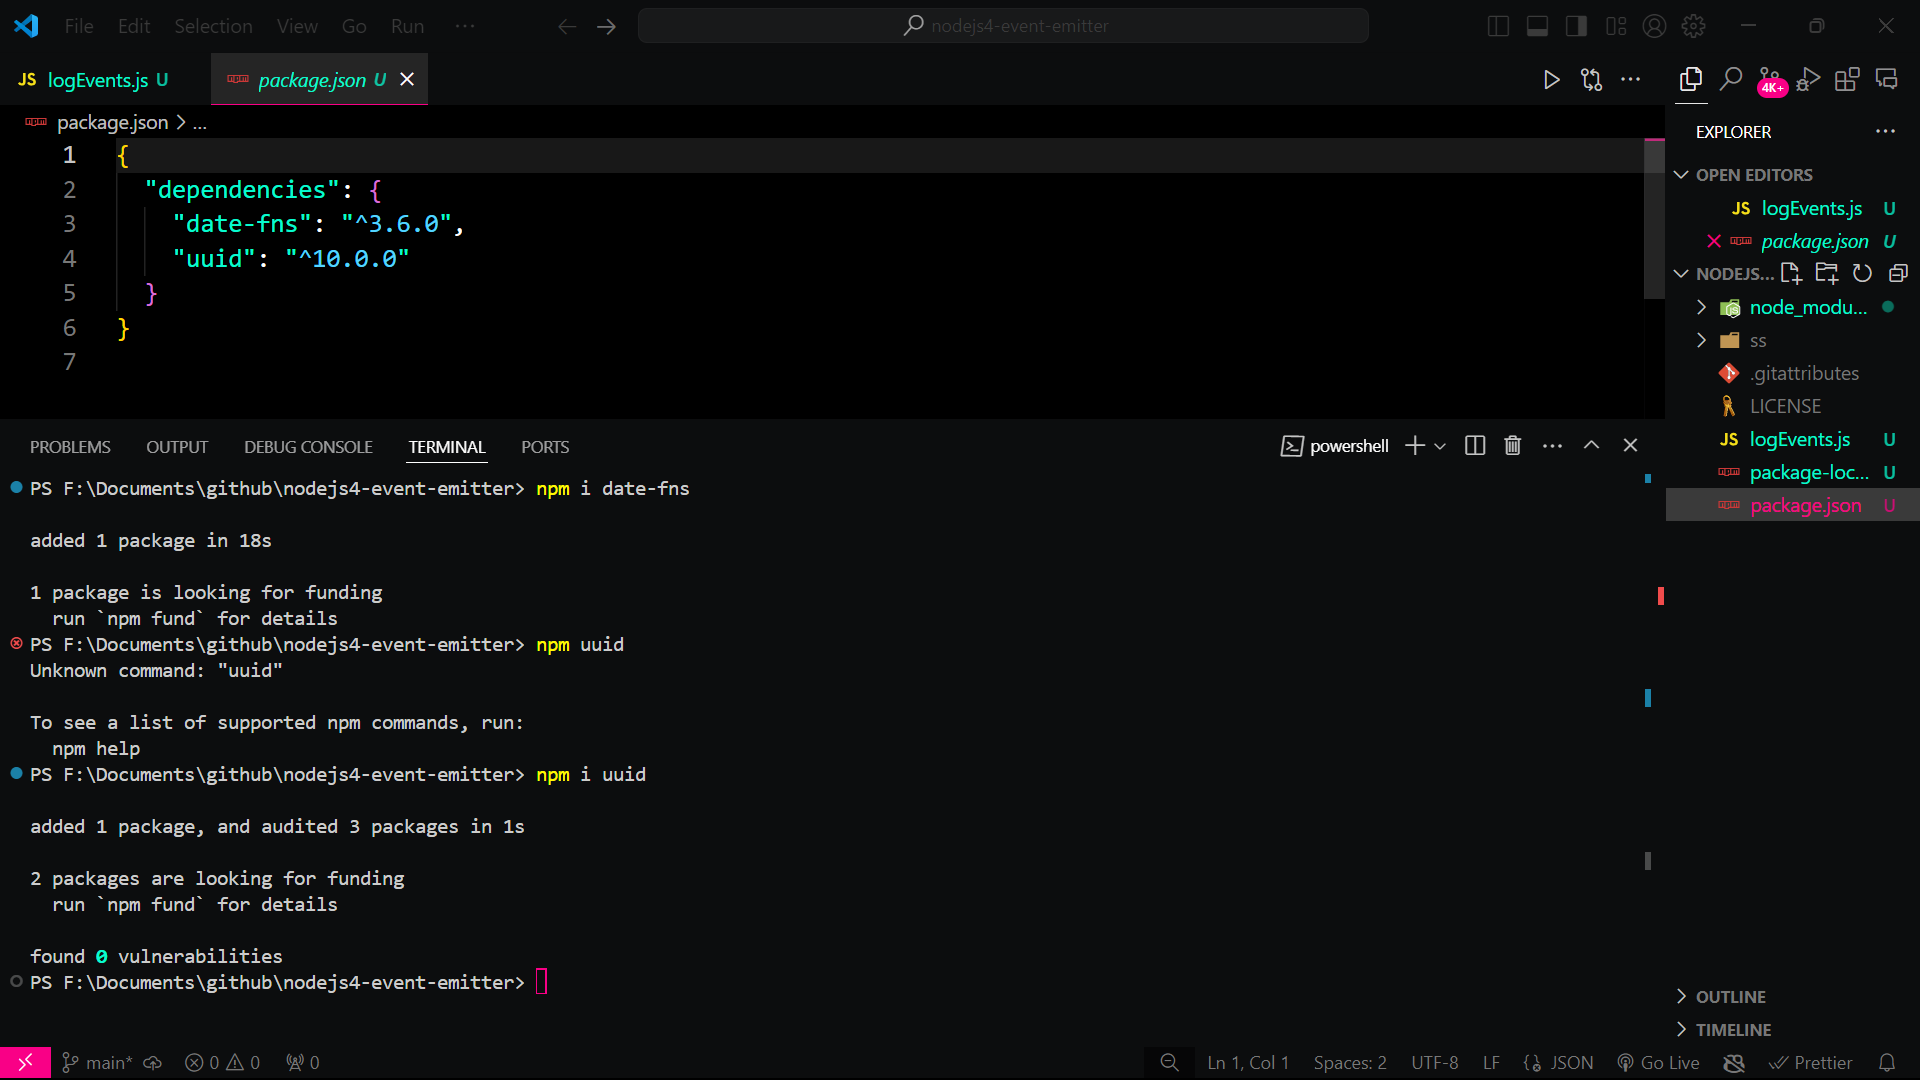 File Edit Selection View Go Run ··· nodejs4-event-emitter
JS logEvents.js U package.json U
package.json > ...
1 {
2 "dependencies": {
3 "date-fns": "^3.6.0",
4 "uuid": "^10.0.0"
5 }
6 }
7
PROBLEMS OUTPUT DEBUG CONSOLE TERMINAL PORTS powershell
PS F:\Documents\github\nodejs4-event-emitter> npm i date-fns
added 1 package in 18s
1 package is looking for funding
run `npm fund` for details
PS F:\Documents\github\nodejs4-event-emitter> npm uuid
Unknown command: "uuid"
To see a list of supported npm commands, run:
npm help
PS F:\Documents\github\nodejs4-event-emitter> npm i uuid
added 1 package, and audited 3 packages in 1s
2 packages are looking for funding
run `npm fund` for details
found 0 vulnerabilities
PS F:\Documents\github\nodejs4-event-emitter>
4K+
EXPLORER
OPEN EDITORS
JS logEvents.js U
package.json U
NODEJS...
node_modu...
ss
.gitattributes
LICENSE
JS logEvents.js U
package-loc... U
package.json U
OUTLINE
TIMELINE
main* 0 0 0 Ln 1, Col 1 Spaces: 2 UTF-8 LF JSON Go Live Prettier